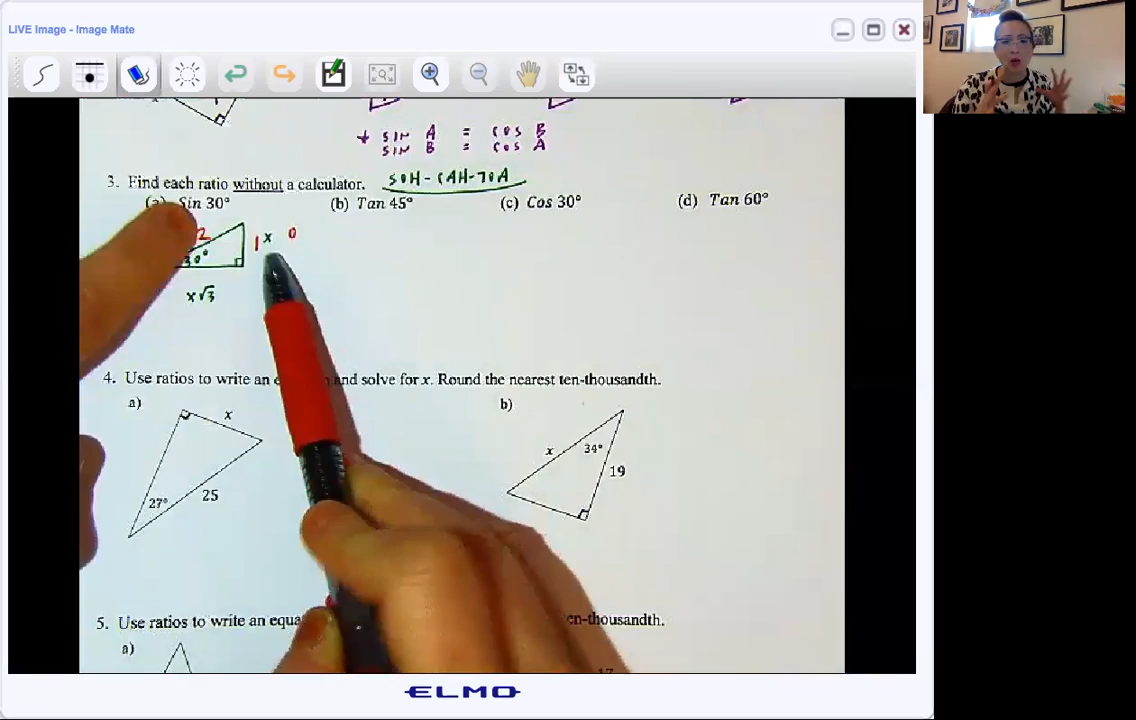 LIVE Image - Image Mate
+ SIN A = COS B
SIN B = COS A
3. Find each ratio without a calculator. SOH-CAH-TOA
Sin 30° (b) Tan 45° (c) Cos 30° (d) Tan 60°
2 1 x 0
30°
x√3
4. Use ratios to write an and solve for x. Round the nearest ten-thousandth.
a) b)
x
x 34°
19
27° 25
5. Use ratios to write an equa en-thousandth.
a)
ELMO